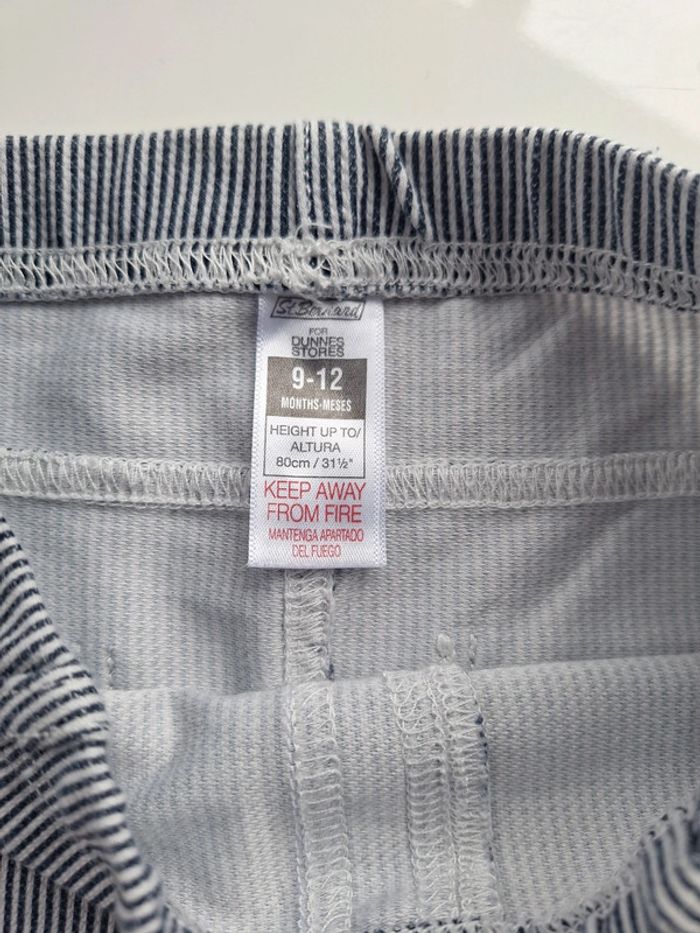 St.Bernard
FOR
DUNNES
STORES
9-12
MONTHS-MESES
HEIGHT UP TO/
ALTURA
80cm / 31½"
KEEP AWAY
FROM FIRE
MANTENGA APARTADO
DEL FUEGO